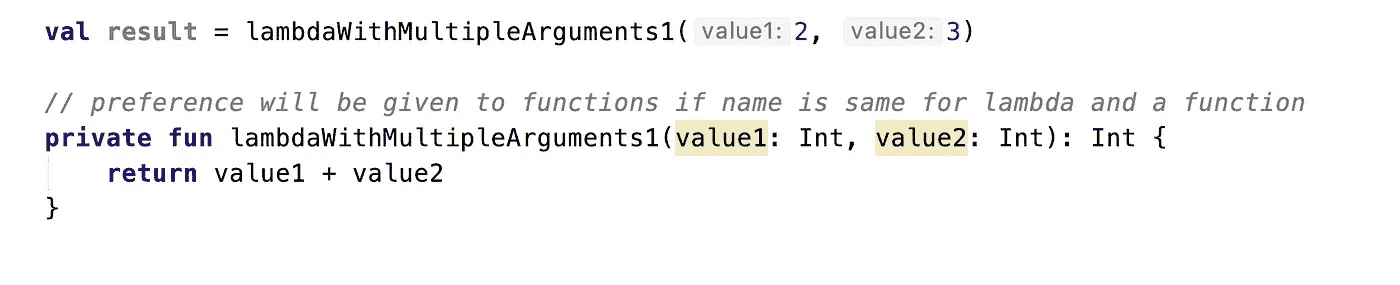 val result = lambdaWithMultipleArguments1( value1: 2, value2: 3)
// preference will be given to functions if name is same for lambda and a function
private fun lambdaWithMultipleArguments1(value1: Int, value2: Int): Int {
return value1 + value2
}